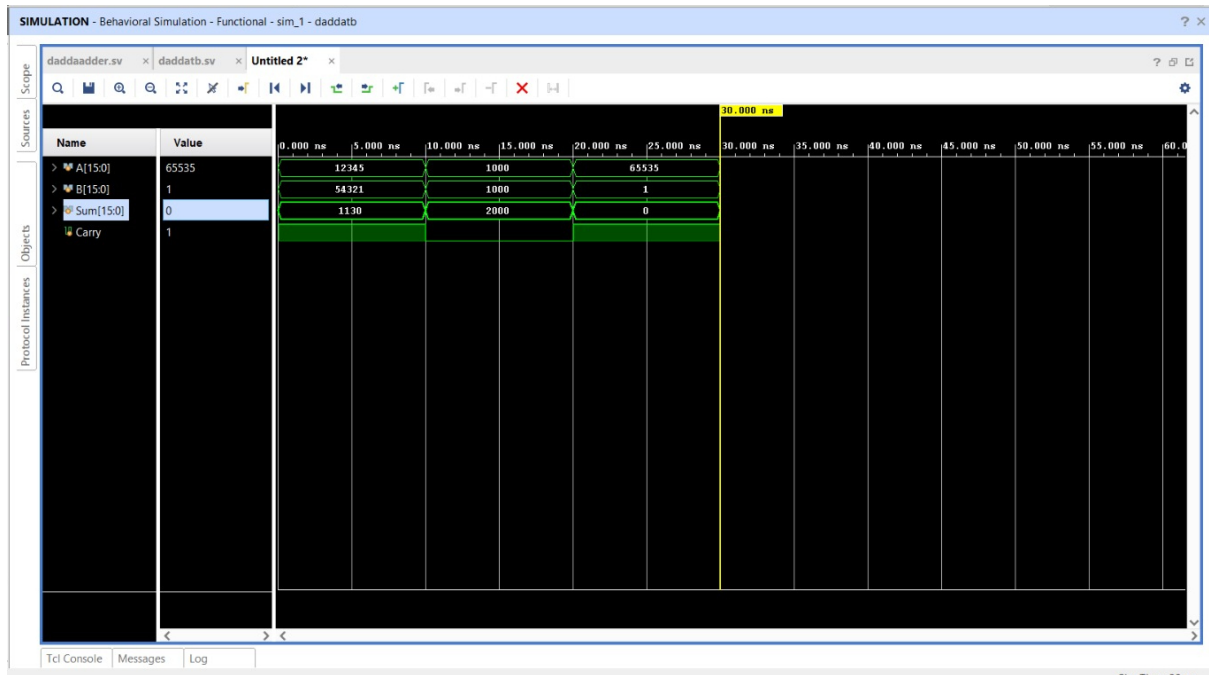 SIMULATION - Behavioral Simulation - Functional - sim_1 - daddatb
daddaadder.sv × daddatb.sv × Untitled 2* ×
Scope
Sources
Objects
Protocol Instances
30.000 ns
Name Value
0.000 ns 5.000 ns 10.000 ns 15.000 ns 20.000 ns 25.000 ns 30.000 ns 35.000 ns 40.000 ns 45.000 ns 50.000 ns 55.000 ns 60.0
A[15:0] 65535 12345 1000 65535
B[15:0] 1 54321 1000 1
Sum[15:0] 0 1130 2000 0
Carry 1
Tcl Console Messages Log